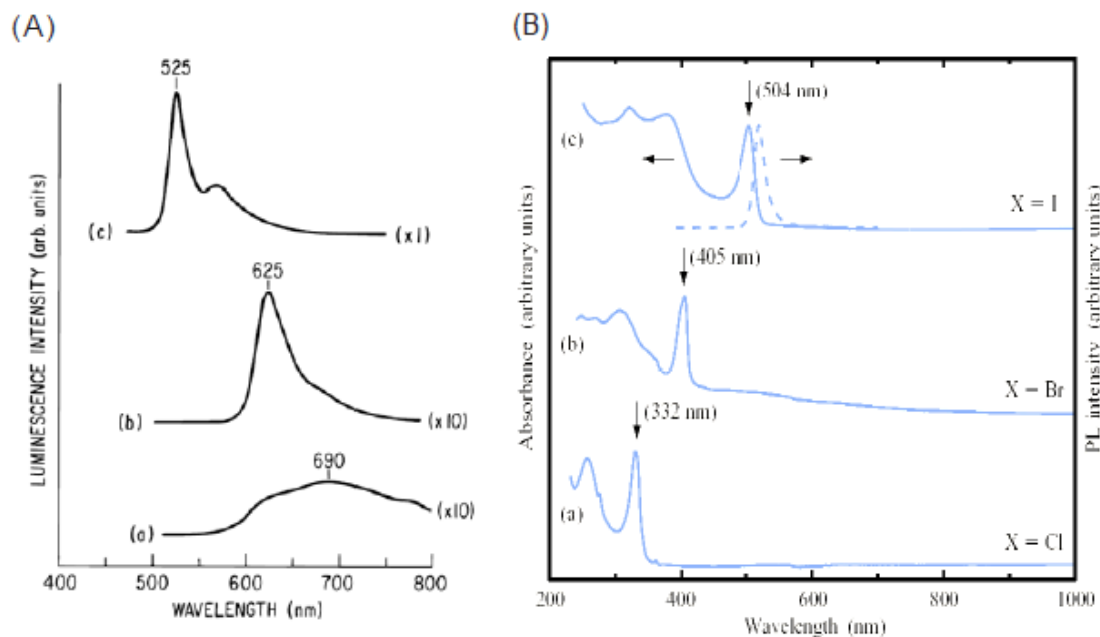 (A)
525
(c)
(x1)
625
(b)
(x10)
690
(a)
(x10)
LUMINESCENCE INTENSITY (arb. units)
400 500 600 700 800
WAVELENGTH (nm)
(B)
(504 nm)
(c)
X = I
(405 nm)
(b)
X = Br
(332 nm)
(a)
X = Cl
Absorbance (arbitrary units)
PL intensity (arbitrary units)
200 400 600 800 1000
Wavelength (nm)